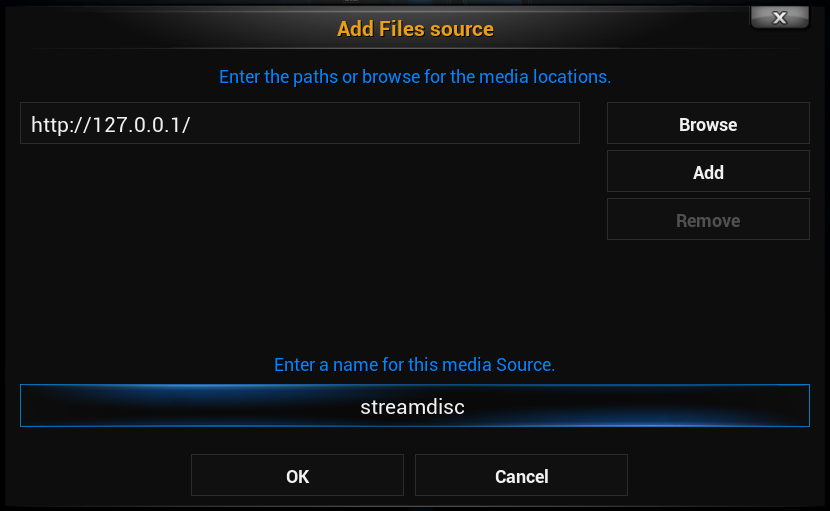 Add Files source
Enter the paths or browse for the media locations.
http://127.0.0.1/
Browse
Add
Remove
Enter a name for this media Source.
streamdisc
OK
Cancel